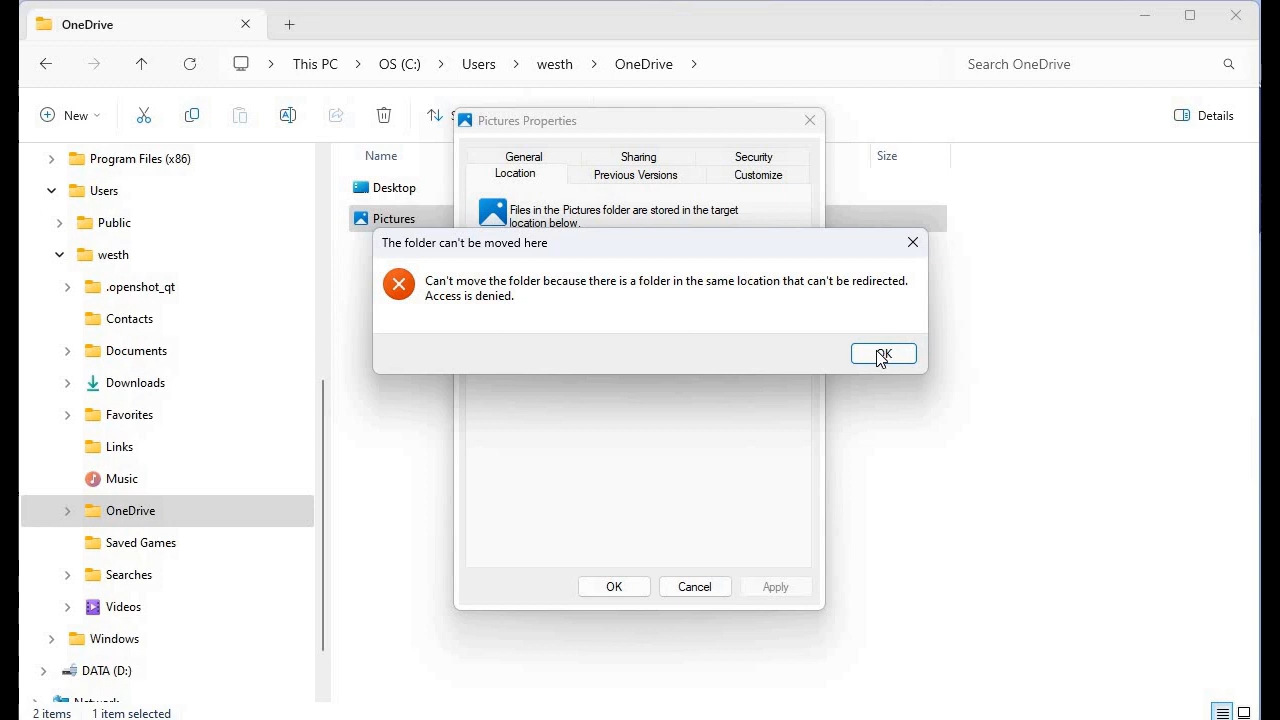 OneDrive
This PC
OS (C:)
Users
westh
OneDrive
Search OneDrive
New
Details
Name
Size
Program Files (x86)
Users
Public
westh
.openshot_qt
Contacts
Documents
Downloads
Favorites
Links
Music
OneDrive
Saved Games
Searches
Videos
Windows
DATA (D:)
Network
Desktop
Pictures
Pictures Properties
General
Sharing
Security
Location
Previous Versions
Customize
Files in the Pictures folder are stored in the target
location below.
The folder can't be moved here
Can't move the folder because there is a folder in the same location that can't be redirected.
Access is denied.
OK
OK
Cancel
Apply
2 items
1 item selected